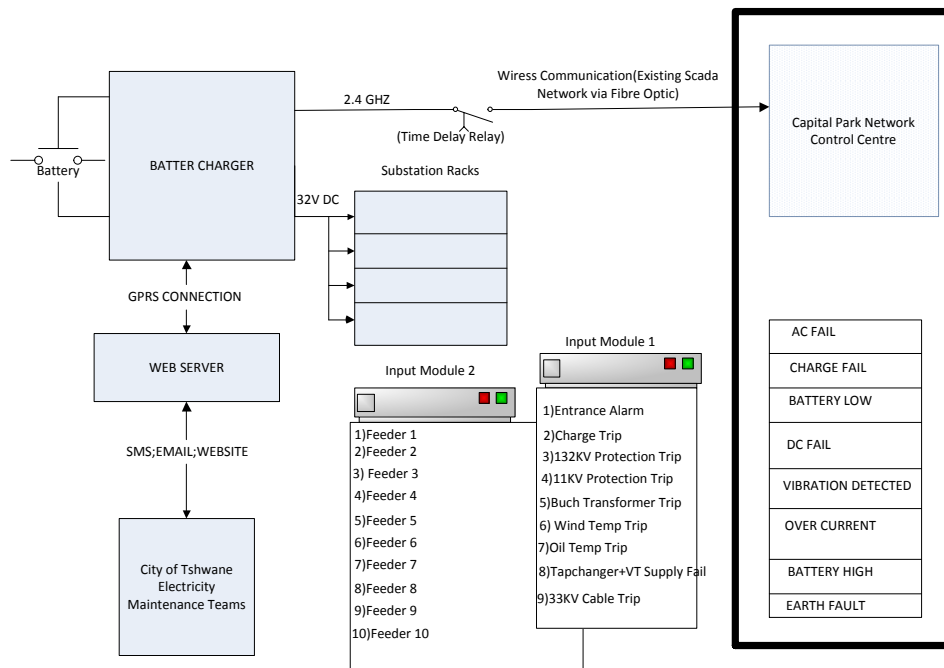 Wiress Communication(Existing Scada
Network via Fibre Optic)
2.4 GHZ
(Time Delay Relay)
Capital Park Network
Control Centre
Battery
BATTER CHARGER
Substation Racks
32V DC
GPRS CONNECTION
WEB SERVER
SMS;EMAIL;WEBSITE
City of Tshwane
Electricity
Maintenance Teams
Input Module 2
1)Feeder 1
2)Feeder 2
3) Feeder 3
4)Feeder 4
5)Feeder 5
6)Feeder 6
7)Feeder 7
8)Feeder 8
9)Feeder 9
10)Feeder 10
Input Module 1
1)Entrance Alarm
2)Charge Trip
3)132KV Protection Trip
4)11KV Protection Trip
5)Buch Transformer Trip
6) Wind Temp Trip
7)Oil Temp Trip
8)Tapchanger+VT Supply Fail
9)33KV Cable Trip
AC FAIL
CHARGE FAIL
BATTERY LOW
DC FAIL
VIBRATION DETECTED
OVER CURRENT
BATTERY HIGH
EARTH FAULT